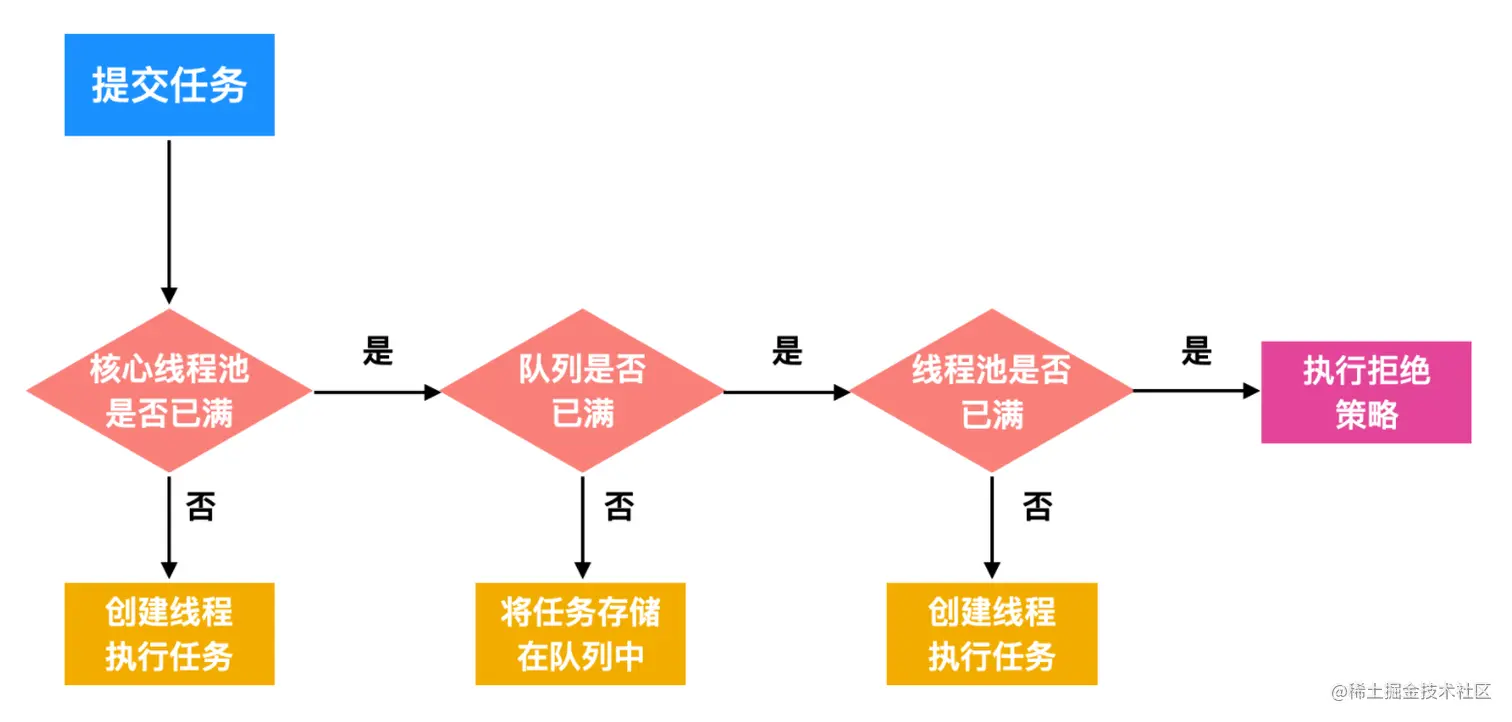 提交任务
核心线程池
是否已满
是
队列是否
已满
是
线程池是否
已满
是
执行拒绝
策略
否
创建线程
执行任务
否
将任务存储
在队列中
否
创建线程
执行任务
@稀土掘金技术社区